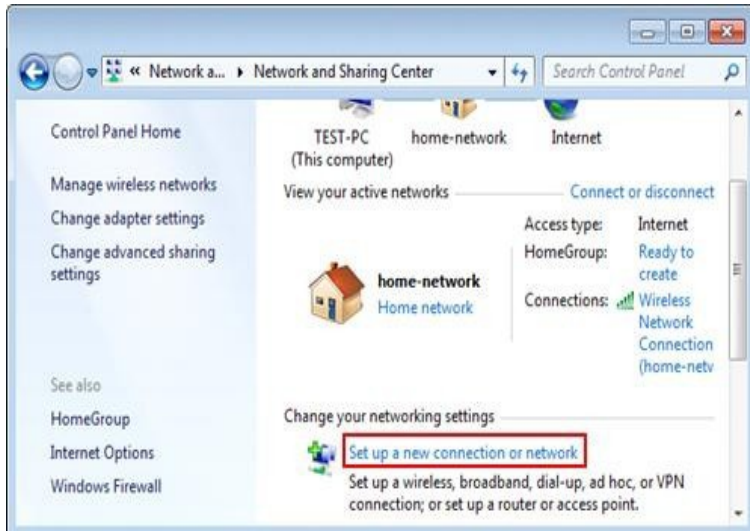 « Network a... ▸ Network and Sharing Center
Search Control Panel
Control Panel Home
Manage wireless networks
Change adapter settings
Change advanced sharing
settings
See also
HomeGroup
Internet Options
Windows Firewall
TEST-PC
(This computer)
home-network
Internet
View your active networks
Connect or disconnect
home-network
Home network
Access type: Internet
HomeGroup: Ready to
create
Connections: Wireless
Network
Connection
(home-netv
Change your networking settings
Set up a new connection or network
Set up a wireless, broadband, dial-up, ad hoc, or VPN
connection; or set up a router or access point.